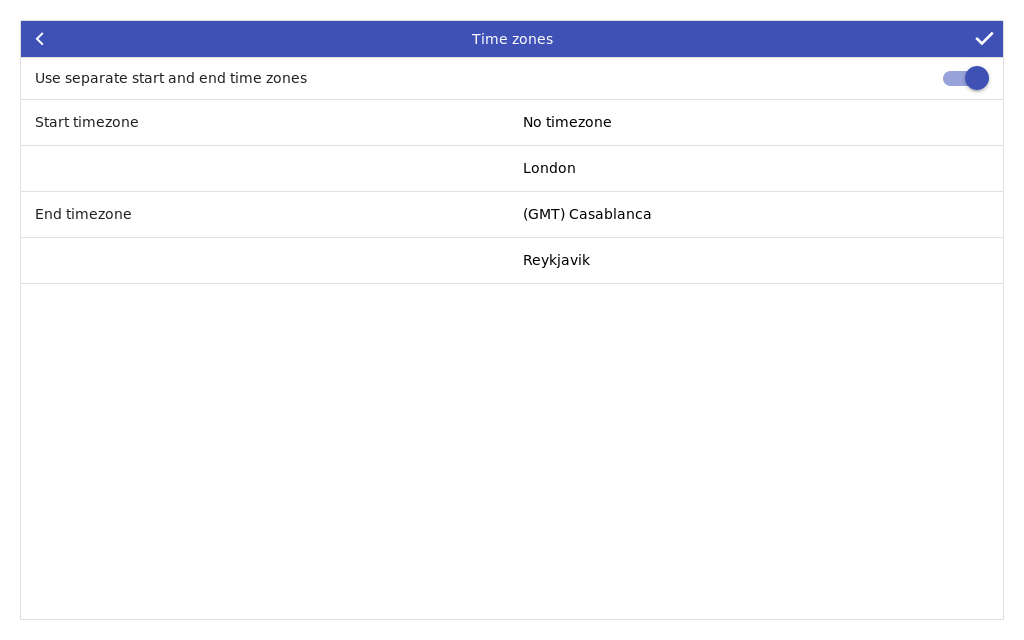 Time zones
Use separate start and end time zones
Start timezone No timezone
London
End timezone (GMT) Casablanca
Reykjavik